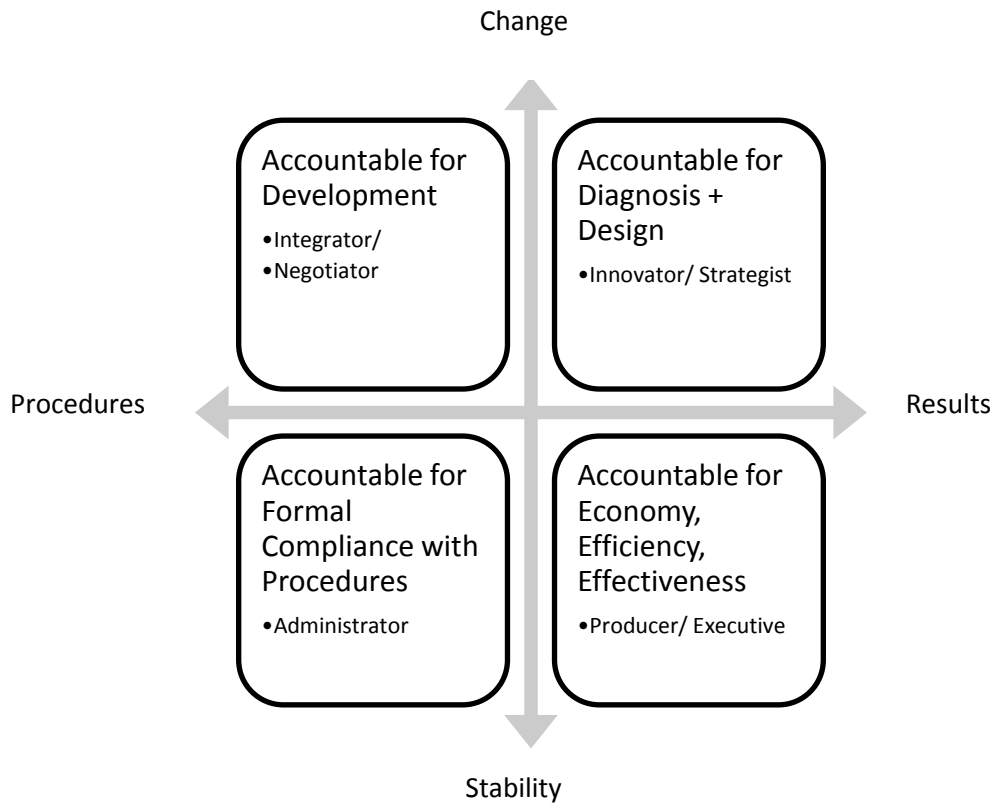 Change
Accountable for
Development
•Integrator/
•Negotiator
Accountable for
Diagnosis +
Design
•Innovator/ Strategist
Procedures
Results
Accountable for
Formal
Compliance with
Procedures
•Administrator
Accountable for
Economy,
Efficiency,
Effectiveness
•Producer/ Executive
Stability